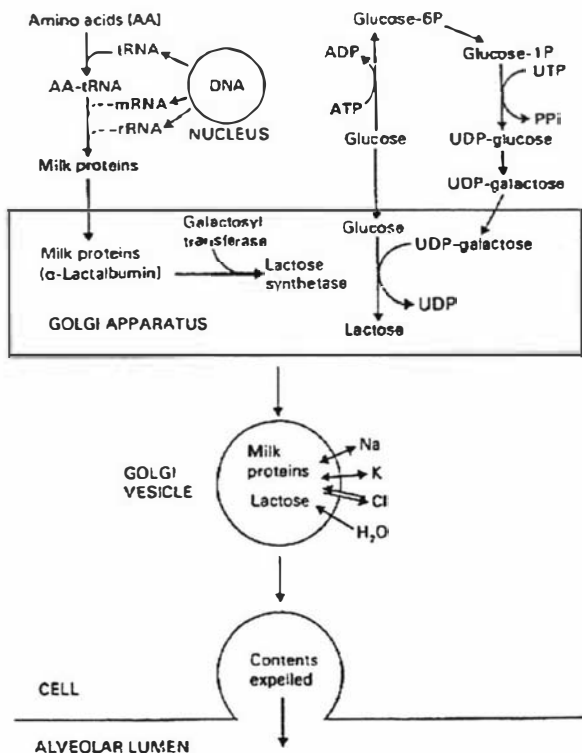 Amino acids (AA)
tRNA
AA-tRNA
mRNA
rRNA
DNA
NUCLEUS
Milk proteins
Glucose-6P
ADP
ATP
Glucose
Glucose-1P
UTP
PPi
UDP-glucose
UDP-galactose
Milk proteins
(α-Lactalbumin)
Galactosyl
transferase
Lactose
synthetase
Glucose
UDP-galactose
UDP
Lactose
GOLGI APPARATUS
GOLGI
VESICLE
Milk
proteins
Lactose
Na
K
Cl
H₂O
Contents
expelled
CELL
ALVEOLAR LUMEN